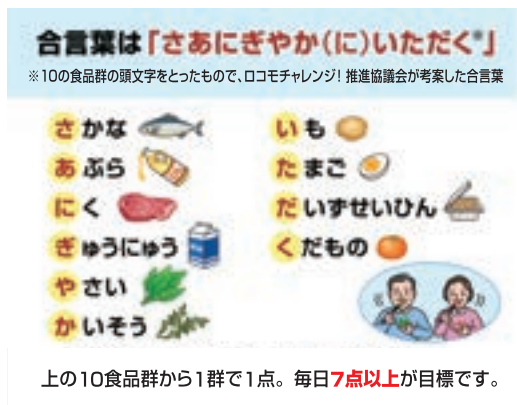 合言葉は「さあにぎやか(に)いただく※」
※10の食品群の頭文字をとったもので、ロコモチャレンジ!推進協議会が考案した合言葉
さかな
あぶら
にく
ぎゅうにゅう
やさい
かいそう
いも
たまご
だいずせいひん
くだもの
上の10食品群から1群で1点。毎日7点以上が目標です。